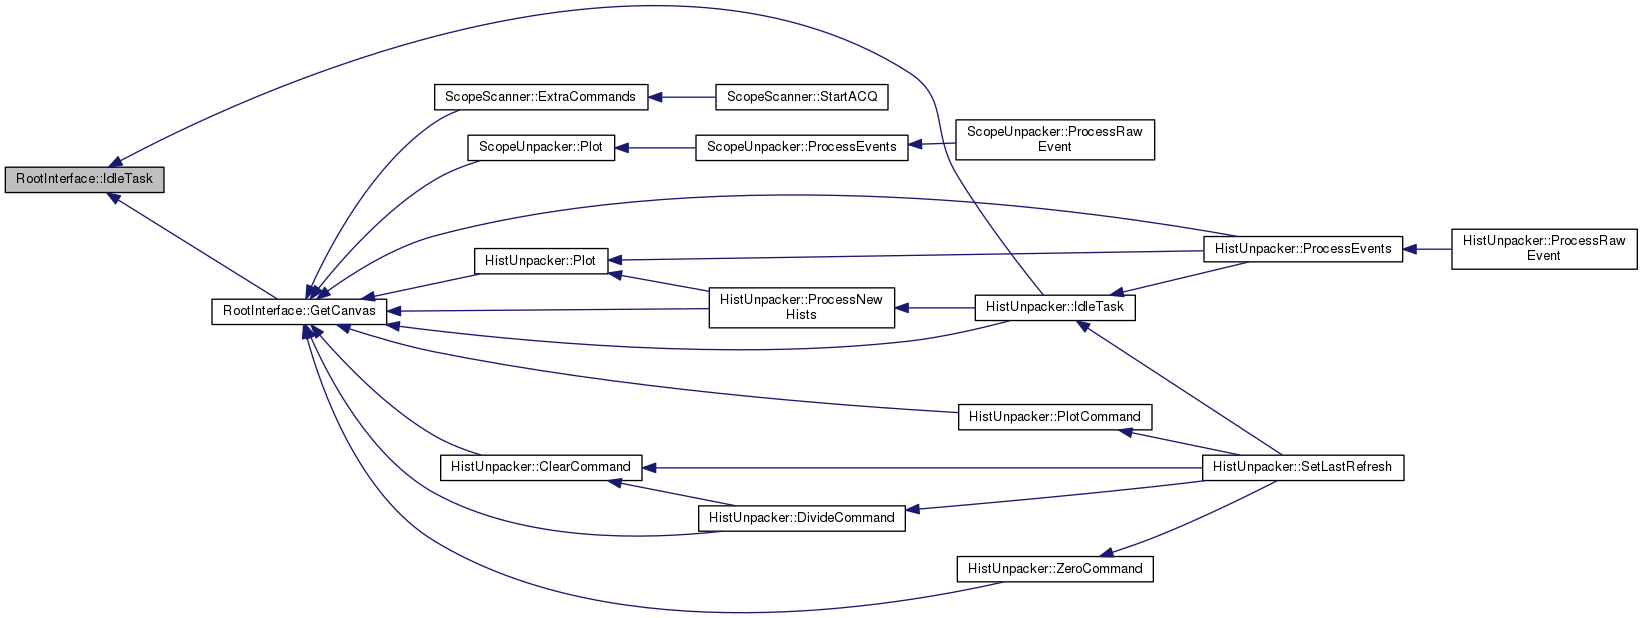 ScopeScanner::ExtraCommands
ScopeScanner::StartACQ
ScopeUnpacker::ProcessRaw
Event
ScopeUnpacker::Plot
ScopeUnpacker::ProcessEvents
RootInterface::IdleTask
HistUnpacker::ProcessEvents
HistUnpacker::ProcessRaw
Event
HistUnpacker::Plot
HistUnpacker::ProcessNew
Hists
HistUnpacker::IdleTask
RootInterface::GetCanvas
HistUnpacker::PlotCommand
HistUnpacker::ClearCommand
HistUnpacker::SetLastRefresh
HistUnpacker::DivideCommand
HistUnpacker::ZeroCommand